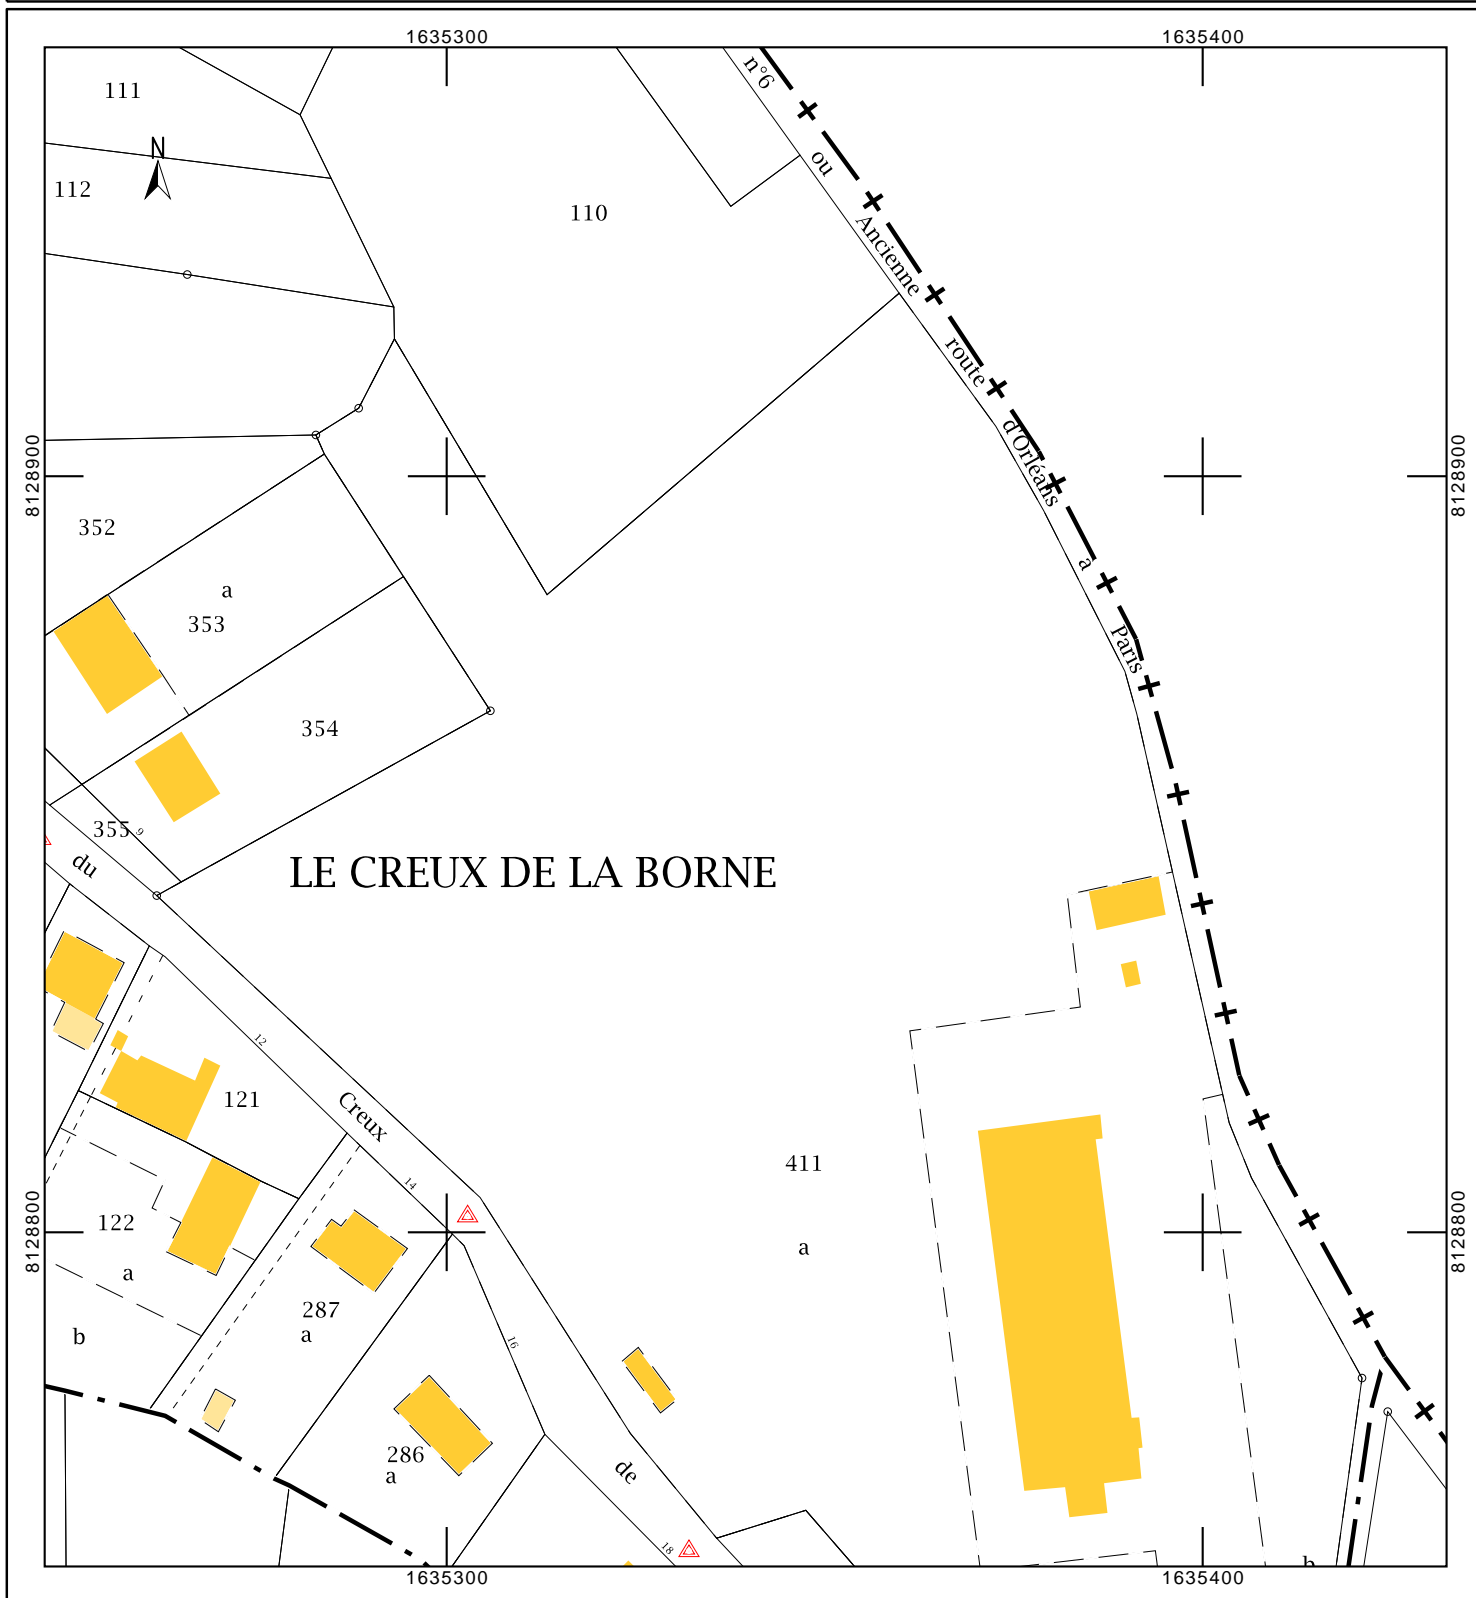 1635300
1635400
n°6
111
N
ou
112
110
Ancienne
route
8128900
d'Orléans
8128900
352
a
a
353
Paris
354
355
9
du
LE CREUX DE LA BORNE
12
121
Creux
411
14
122
8128800
a
8128800
a
287
a
b
16
286
a
de
18
b
1635300
1635400